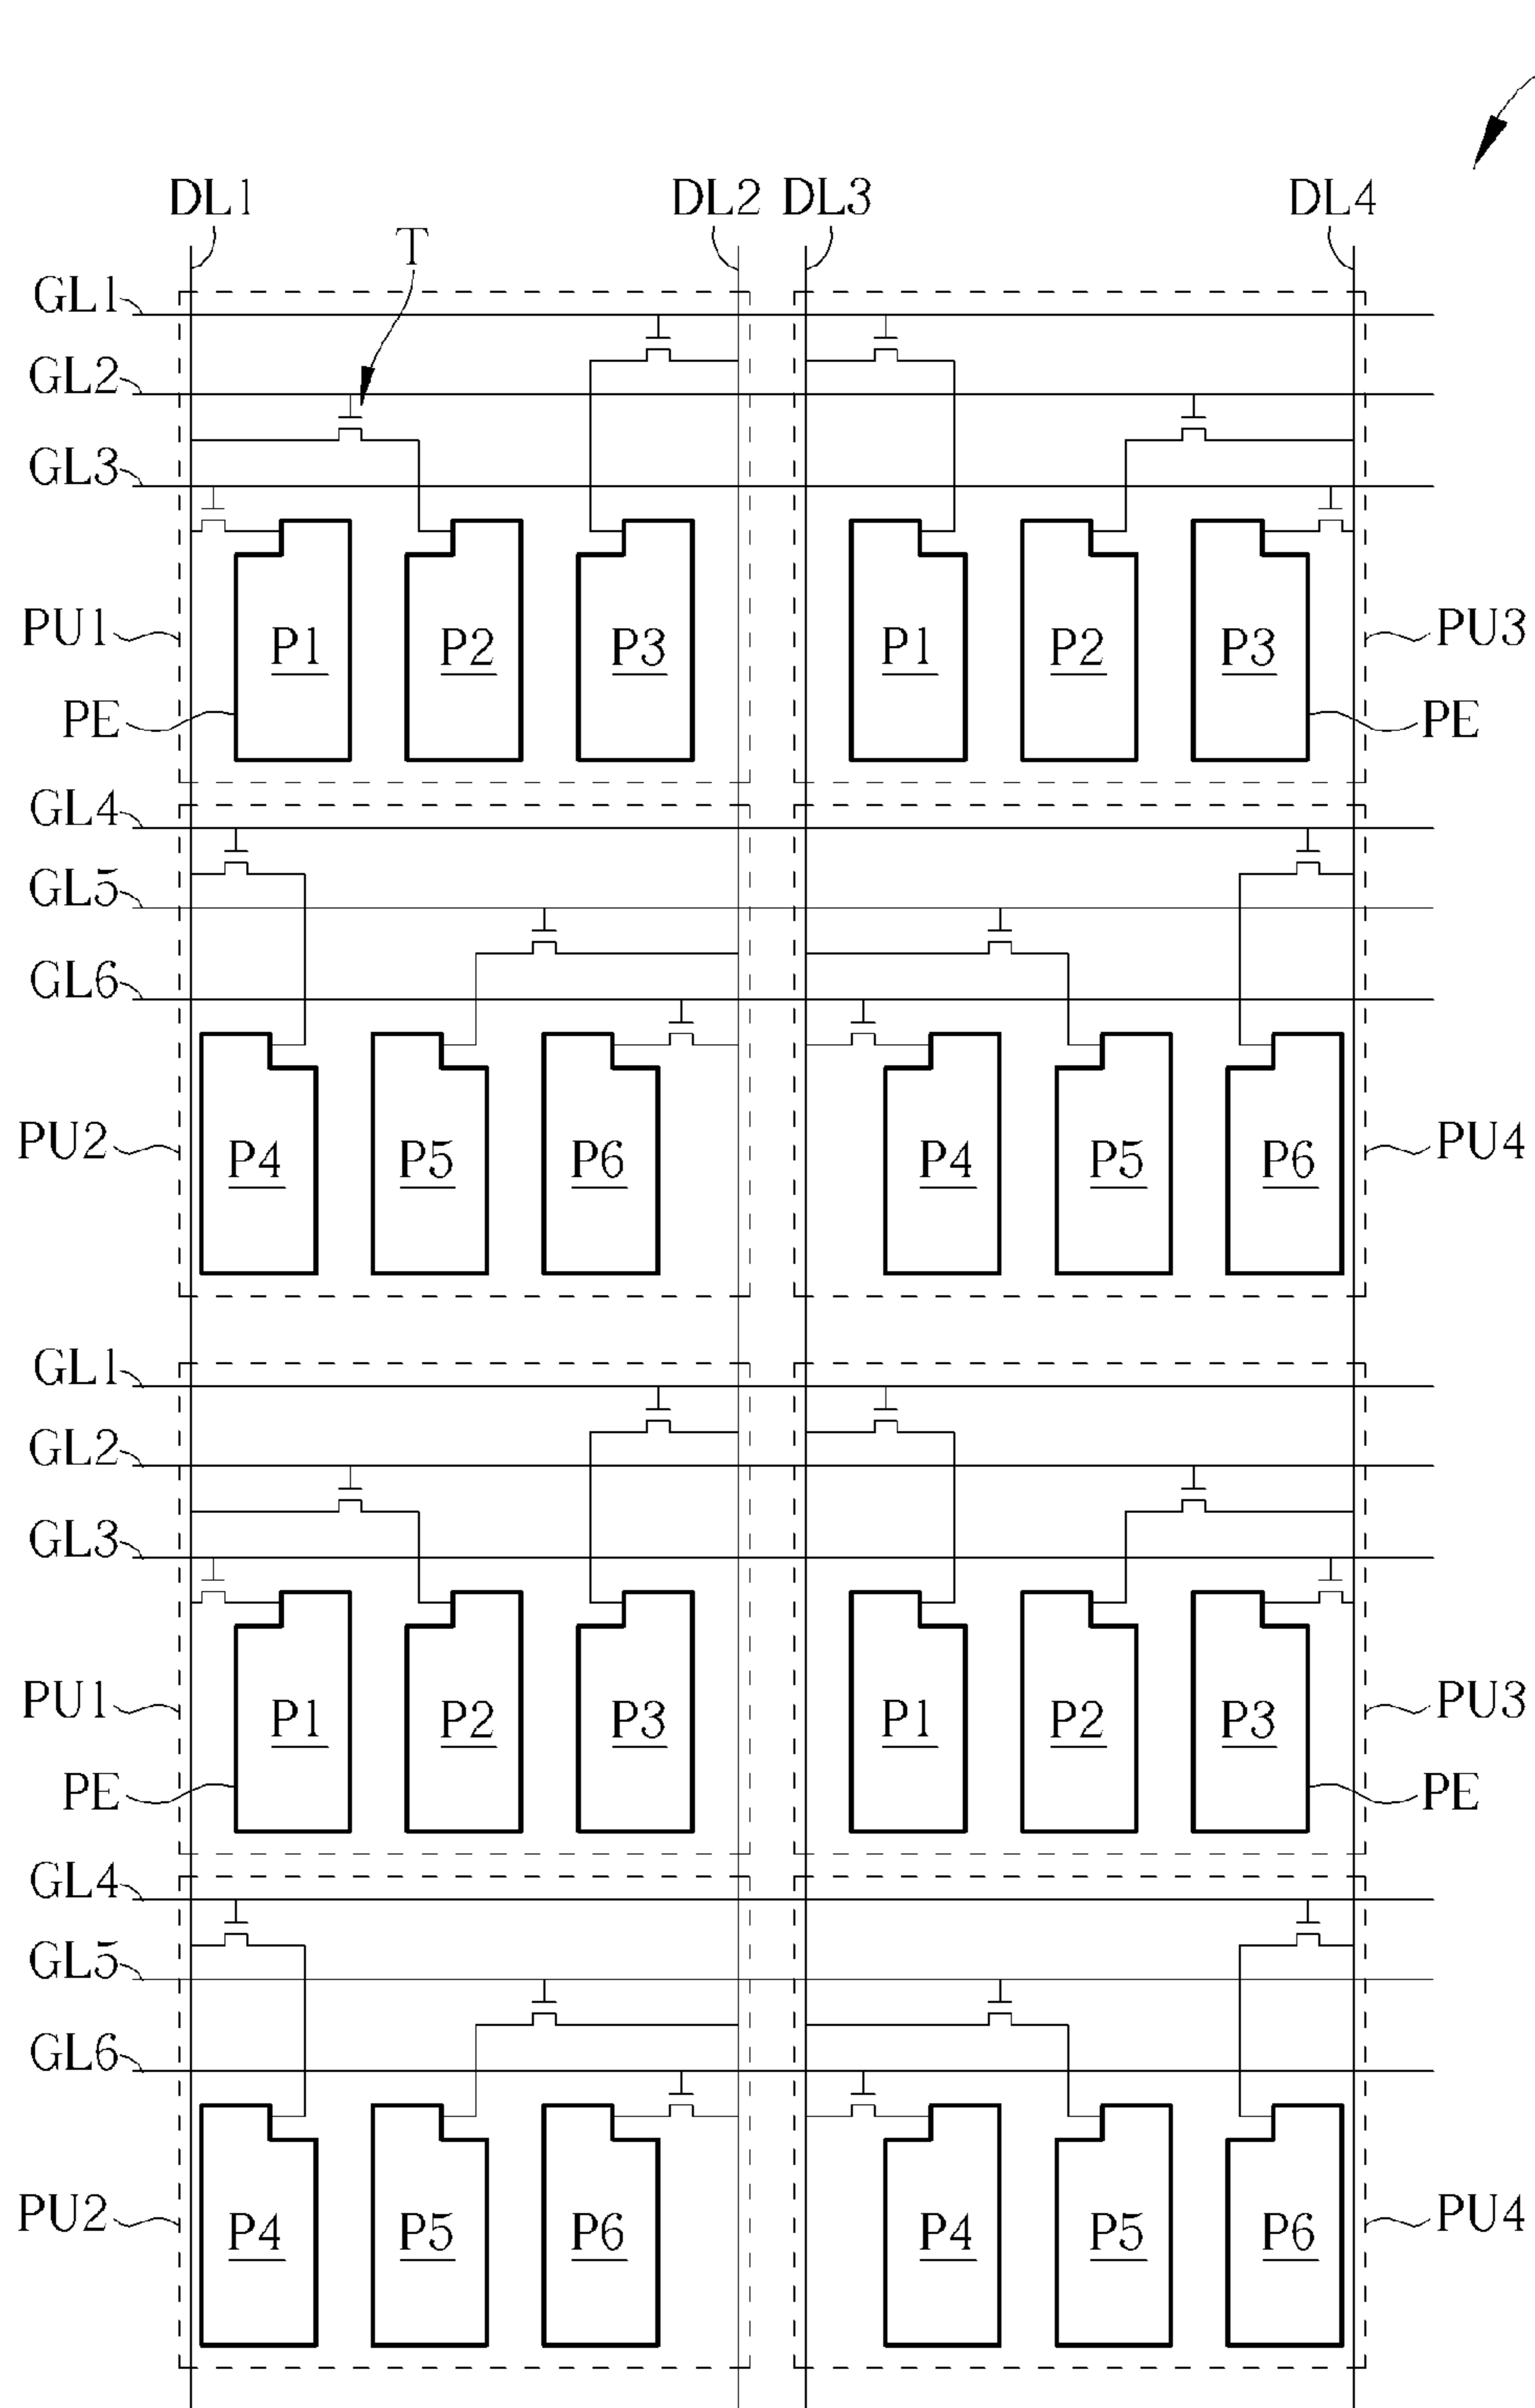 DL1 DL2 DL3 DL4
T
GL1
GL2
GL3
PU1 P1 P2 P3 P1 P2 P3 PU3
PE PE
GL4
GL5
GL6
PU2 P4 P5 P6 P4 P5 P6 PU4
GL1
GL2
GL3
PU1 P1 P2 P3 P1 P2 P3 PU3
PE PE
GL4
GL5
GL6
PU2 P4 P5 P6 P4 P5 P6 PU4